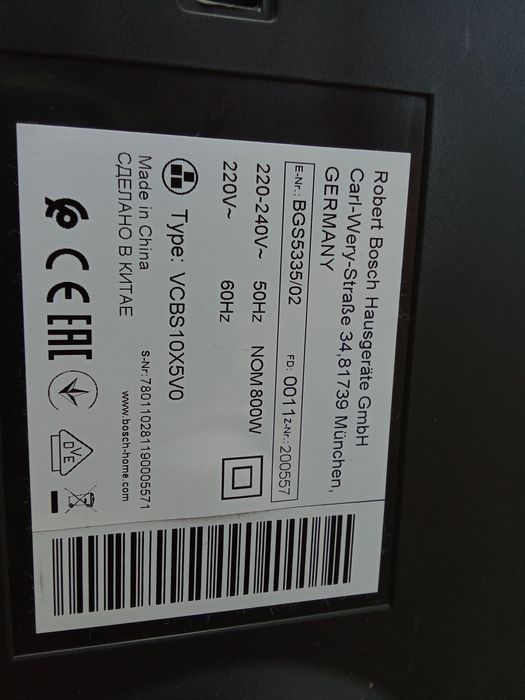 Robert Bosch Hausgeräte GmbH
Carl-Wery-Straße 34,81739 München,
GERMANY
E-Nr.: BGS5335/02 FD: 0011 Z-Nr.: 200557
220-240V~ 50Hz NOM 800W
220V~ 60Hz
Type: VCBS10X5V0
Made in China
СДЕЛАНО В КИТАЕ
S-Nr:780110281190005571
www.bosch-home.com
CE EAC
DVE